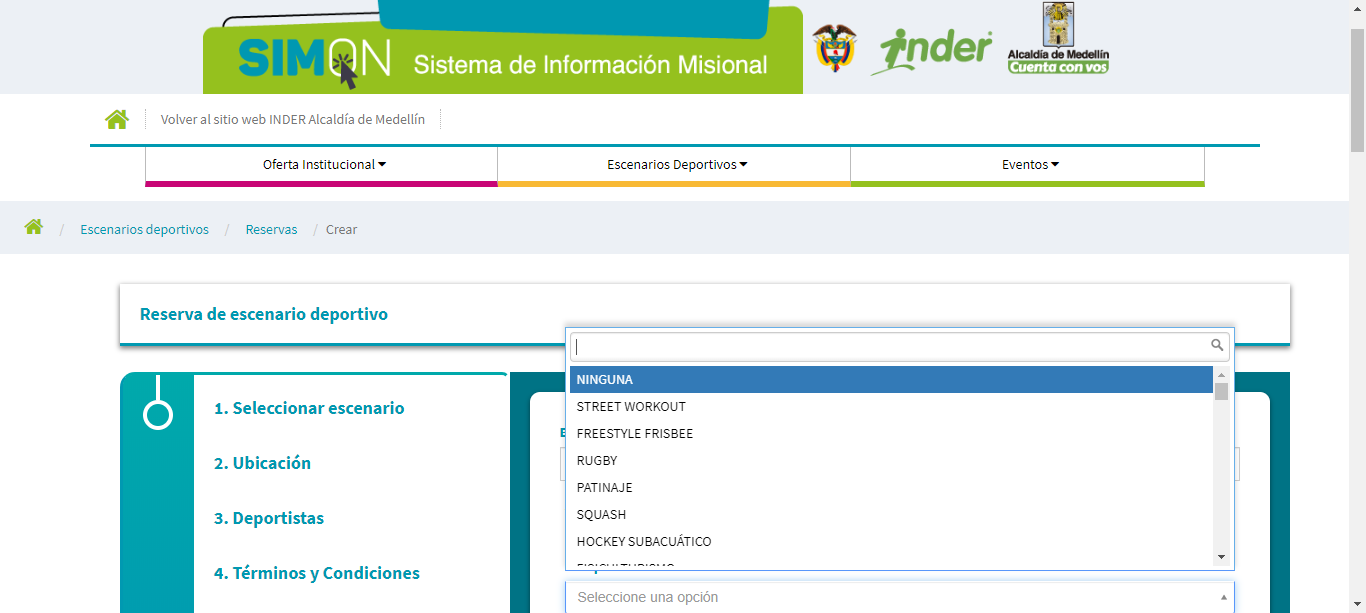 SIMON Sistema de Información Misional
inder
Alcaldía de Medellín
Cuenta con vos
Volver al sitio web INDER Alcaldía de Medellín
Oferta Institucional
Escenarios Deportivos
Eventos
/ Escenarios deportivos / Reservas / Crear
Reserva de escenario deportivo
1. Seleccionar escenario
2. Ubicación
3. Deportistas
4. Términos y Condiciones
NINGUNA
STREET WORKOUT
FREESTYLE FRISBEE
RUGBY
PATINAJE
SQUASH
HOCKEY SUBACUÁTICO
FISICULTURISMO
Seleccione una opción